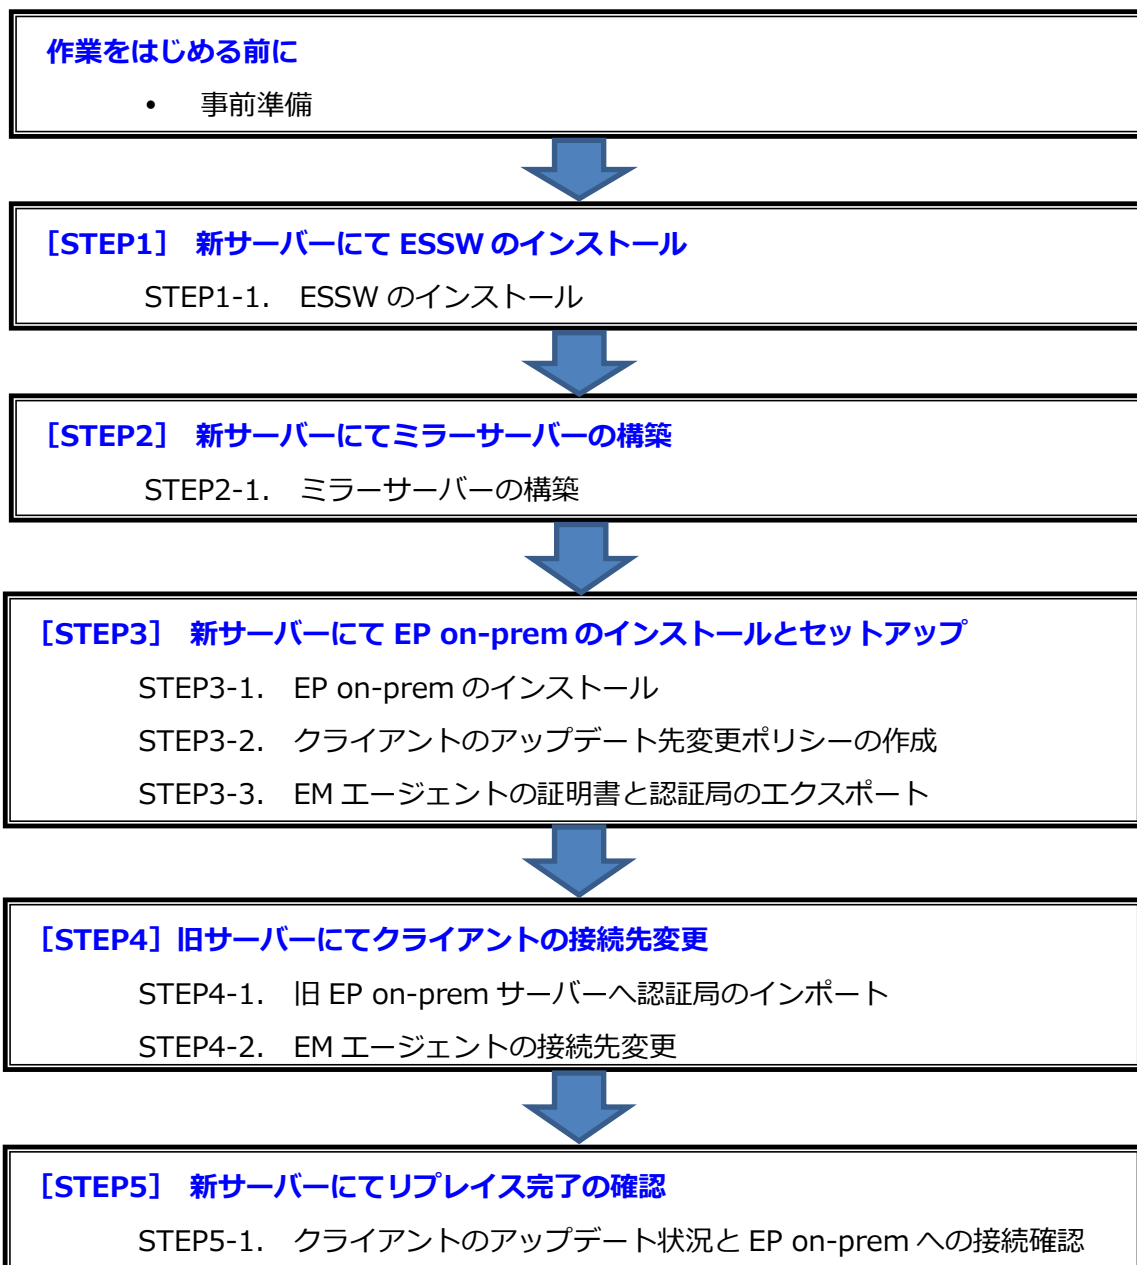 作業をはじめる前に
• 事前準備
［STEP1］ 新サーバーにて ESSW のインストール
STEP1-1. ESSW のインストール
［STEP2］ 新サーバーにてミラーサーバーの構築
STEP2-1. ミラーサーバーの構築
［STEP3］ 新サーバーにて EP on-prem のインストールとセットアップ
STEP3-1. EP on-prem のインストール
STEP3-2. クライアントのアップデート先変更ポリシーの作成
STEP3-3. EM エージェントの証明書と認証局のエクスポート
［STEP4］旧サーバーにてクライアントの接続先変更
STEP4-1. 旧 EP on-prem サーバーへ認証局のインポート
STEP4-2. EM エージェントの接続先変更
［STEP5］ 新サーバーにてリプレイス完了の確認
STEP5-1. クライアントのアップデート状況と EP on-prem への接続確認